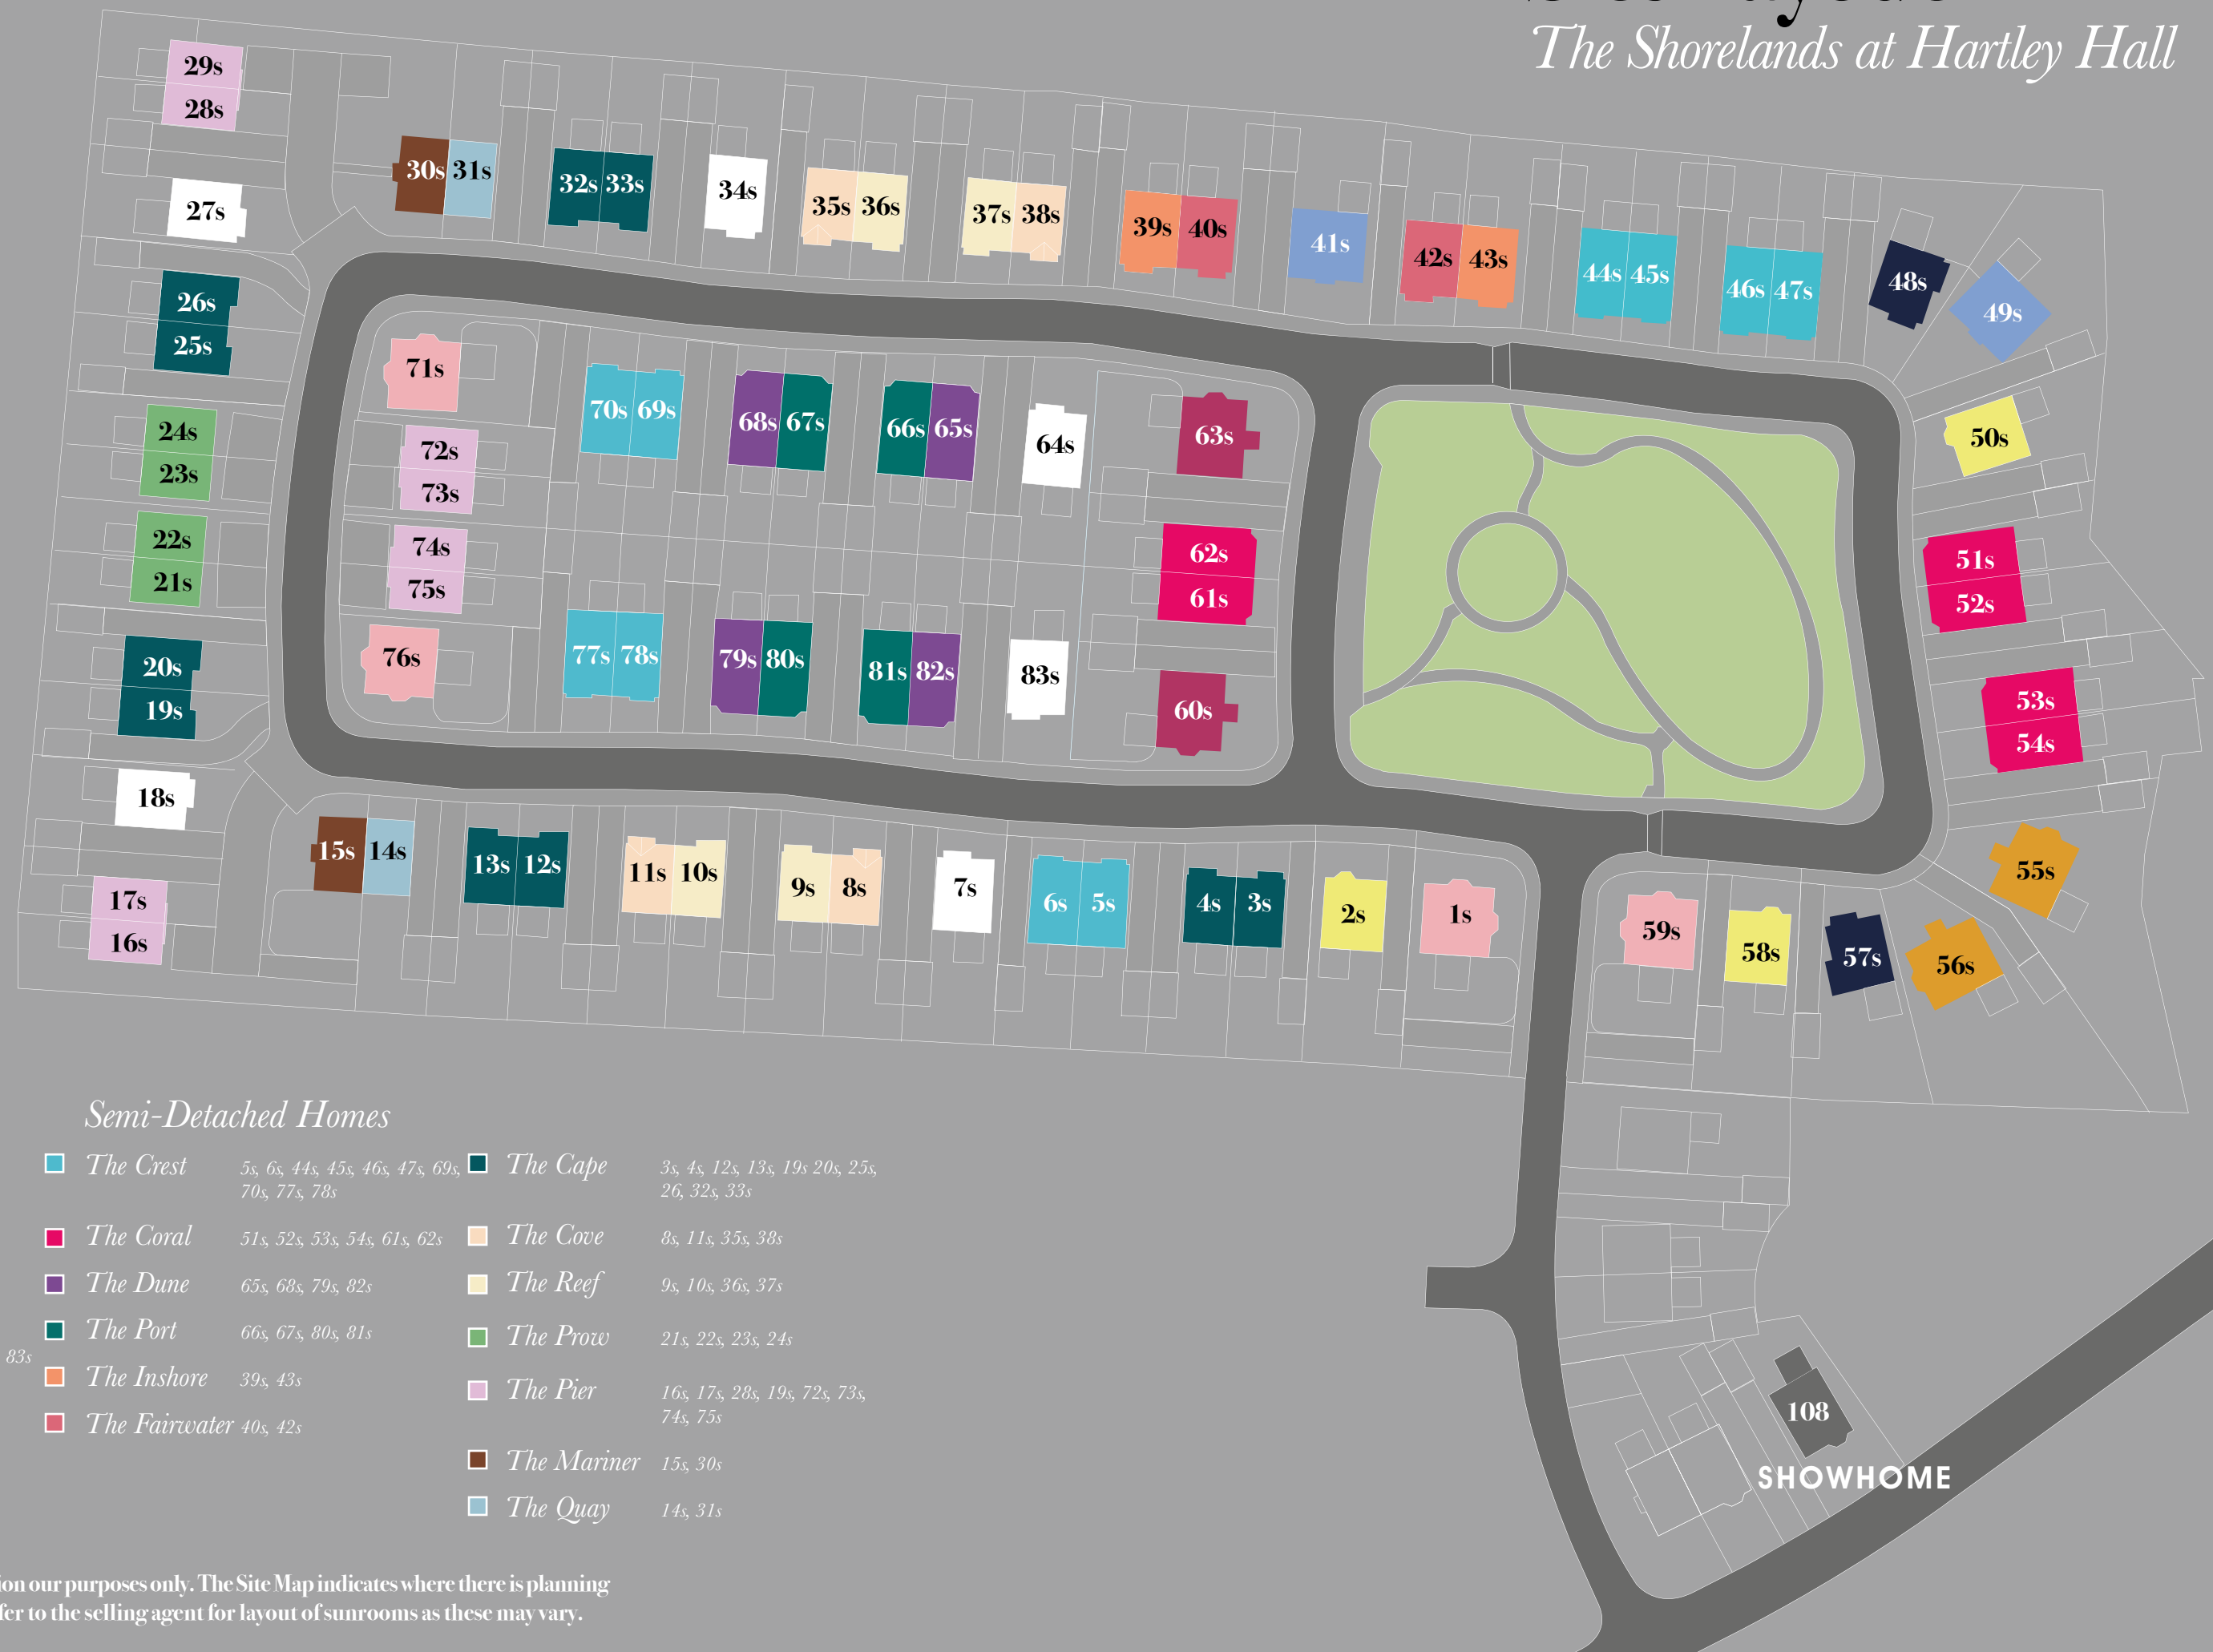 The Shorelands at Hartley Hall
29s
28s
27s
30s 31s
32s 33s
34s
35s 36s
37s 38s
39s 40s
41s
42s 43s
44s 45s
46s 47s
48s
49s
26s
25s
24s
23s
22s
21s
20s
19s
18s
17s
16s
71s
72s
73s
74s
75s
76s
70s 69s
68s 67s
66s 65s
64s
63s
62s
61s
60s
77s 78s
79s 80s
81s 82s
83s
50s
51s
52s
53s
54s
55s
56s
57s
58s
59s
15s 14s
13s 12s
11s 10s
9s 8s
7s
6s 5s
4s 3s
2s
1s
108
SHOWHOME
Semi-Detached Homes
The Crest 5s, 6s, 44s, 45s, 46s, 47s, 69s,
70s, 77s, 78s
The Coral 51s, 52s, 53s, 54s, 61s, 62s
The Dune 65s, 68s, 79s, 82s
The Port 66s, 67s, 80s, 81s
83s
The Inshore 39s, 43s
The Fairwater 40s, 42s
The Cape 3s, 4s, 12s, 13s, 19s 20s, 25s,
26, 32s, 33s
The Cove 8s, 11s, 35s, 38s
The Reef 9s, 10s, 36s, 37s
The Prow 21s, 22s, 23s, 24s
The Pier 16s, 17s, 28s, 19s, 72s, 73s,
74s, 75s
The Mariner 15s, 30s
The Quay 14s, 31s
ion our purposes only. The Site Map indicates where there is planning
fer to the selling agent for layout of sunrooms as these may vary.